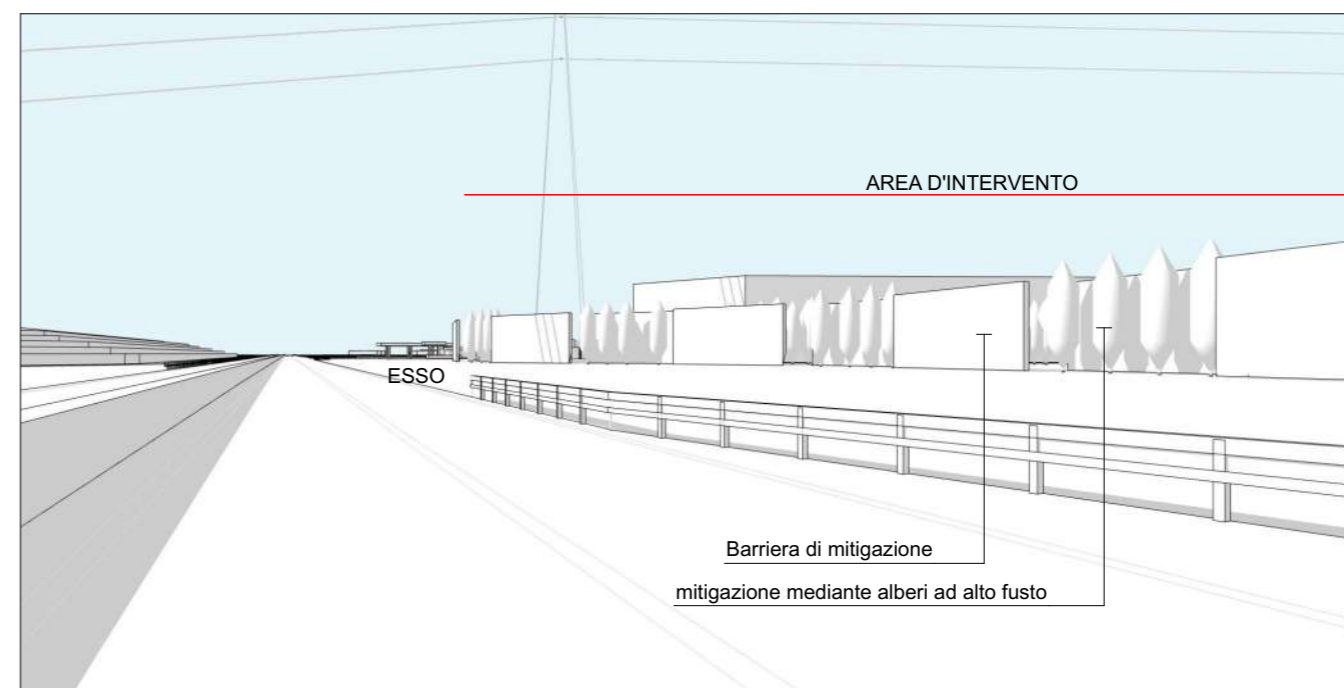 AREA D'INTERVENTO
ESSO
Barriera di mitigazione
mitigazione mediante alberi ad alto fusto